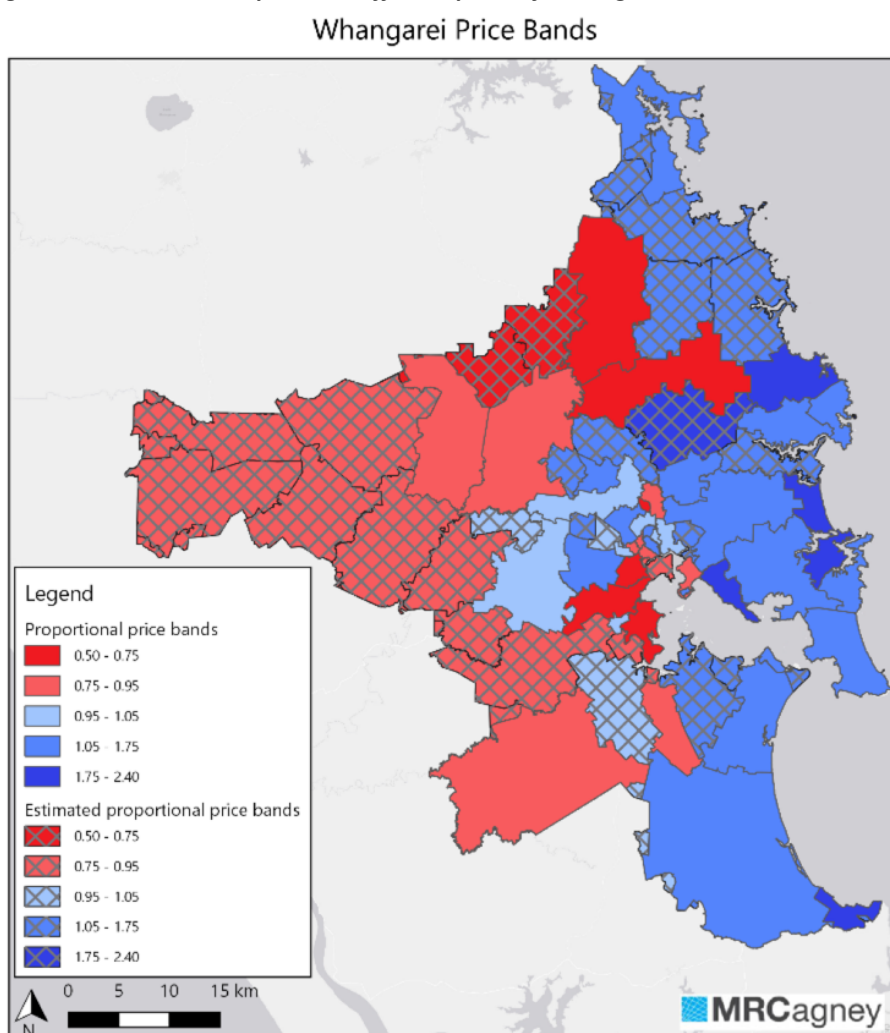 Whangarei Price Bands
Legend
Proportional price bands
0.50 - 0.75
0.75 - 0.95
0.95 - 1.05
1.05 - 1.75
1.75 - 2.40
Estimated proportional price bands
0.50 - 0.75
0.75 - 0.95
0.95 - 1.05
1.05 - 1.75
1.75 - 2.40
0 5 10 15 km
N
MRCagney